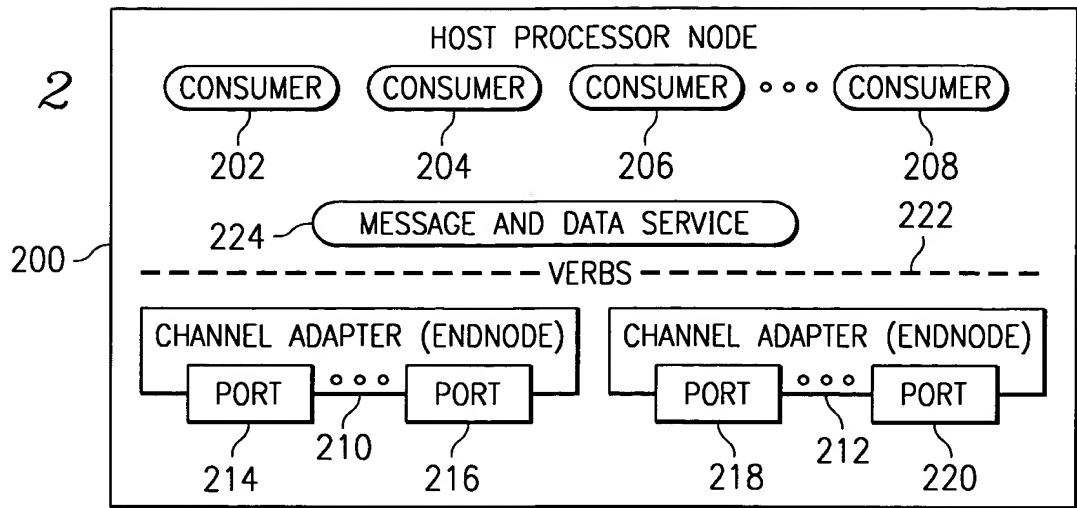 HOST PROCESSOR NODE
2
CONSUMER CONSUMER CONSUMER CONSUMER
202 204 206 208
224 MESSAGE AND DATA SERVICE 222
200
VERBS
CHANNEL ADAPTER (ENDNODE) CHANNEL ADAPTER (ENDNODE)
PORT PORT PORT PORT
214 210 216 218 212 220